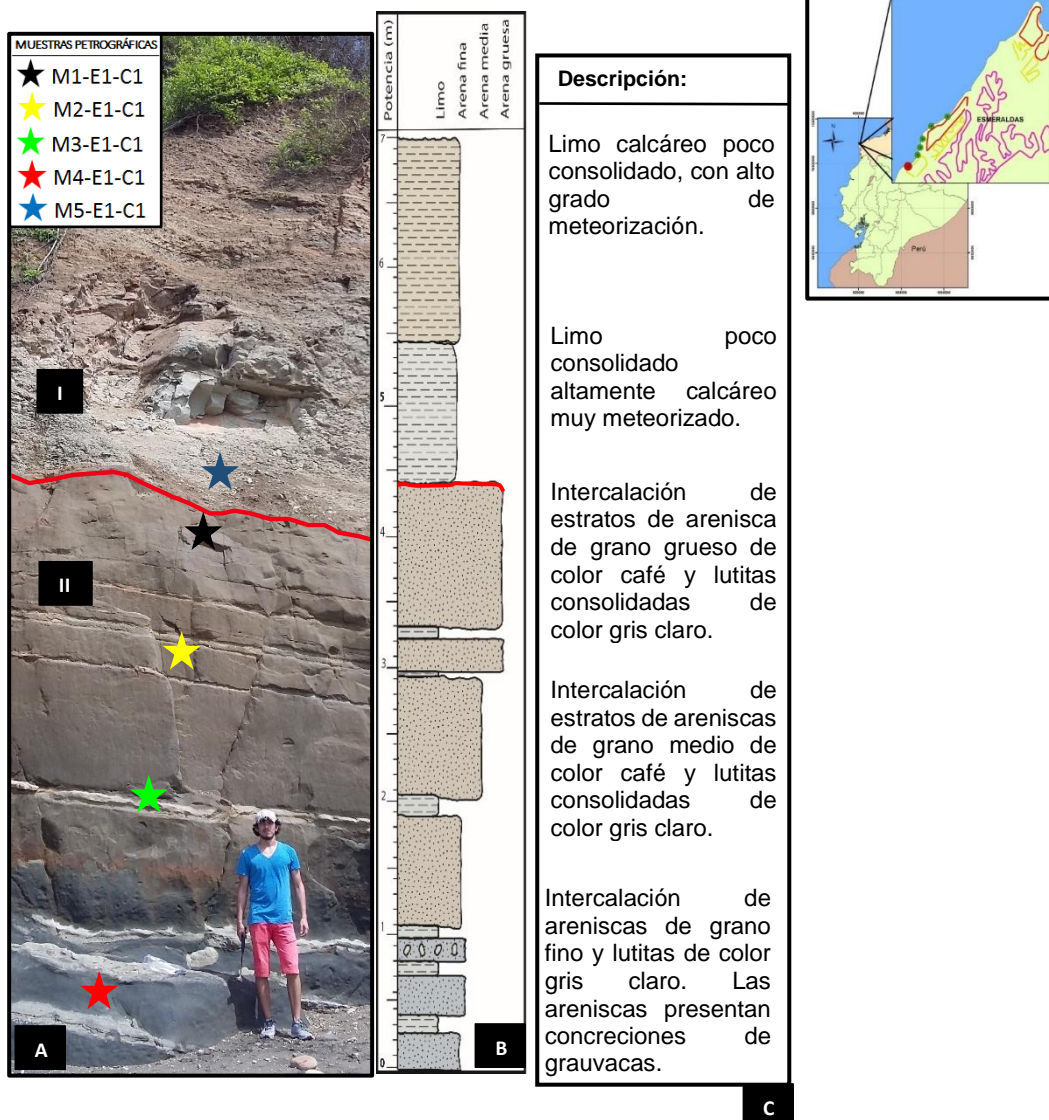 MUESTRAS PETROGRÁFICAS
M1-E1-C1
M2-E1-C1
M3-E1-C1
M4-E1-C1
M5-E1-C1
I
II
A
Potencia (m)
Limo
Arena fina
Arena media
Arena gruesa
7
6
5
4
3
2
1
0
B
Descripción:
Limo calcáreo poco
consolidado, con alto
grado de
meteorización.
Limo poco
consolidado
altamente calcáreo
muy meteorizado.
Intercalación de
estratos de arenisca
de grano grueso de
color café y lutitas
consolidadas de
color gris claro.
Intercalación de
estratos de areniscas
de grano medio de
color café y lutitas
consolidadas de
color gris claro.
Intercalación de
areniscas de grano
fino y lutitas de color
gris claro. Las
areniscas presentan
concreciones de
grauvacas.
C
ESMERALDAS
Perú